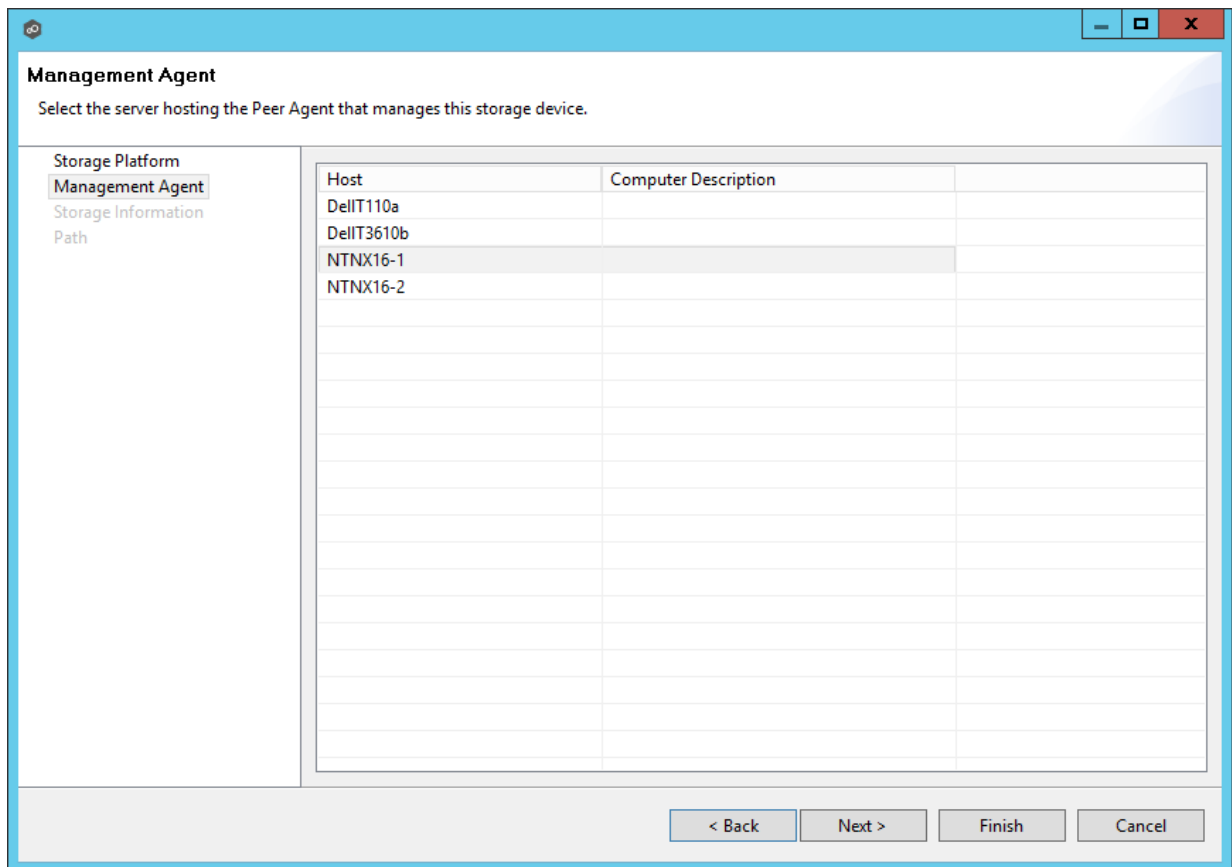 Management Agent
Select the server hosting the Peer Agent that manages this storage device.
Storage Platform
Management Agent
Storage Information
Path
Host Computer Description
DellT110a
DellT3610b
NTNX16-1
NTNX16-2
< Back Next > Finish Cancel